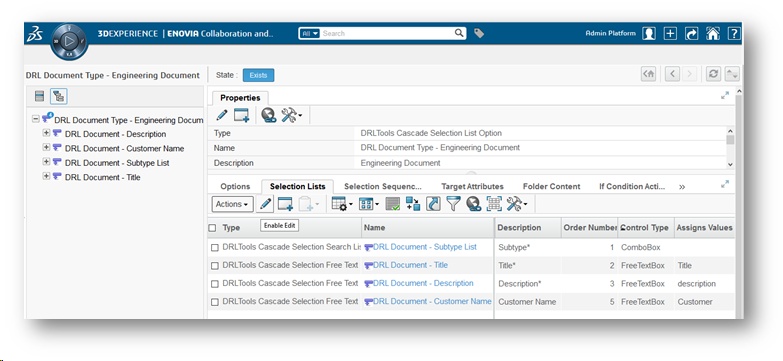 3DEXPERIENCE | ENOVIA Collaboration and..
All
Search
Admin Platform
DRL Document Type - Engineering Document
State :
Exists
DRL Document Type - Engineering Docum
DRL Document - Description
DRL Document - Customer Name
DRL Document - Subtype List
DRL Document - Title
Properties
Type DRLTools Cascade Selection List Option
Name DRL Document Type - Engineering Document
Description Engineering Document
Options Selection Lists Selection Sequenc... Target Attributes Folder Content If Condition Acti... »
Actions
Enable Edit
Type Name Description Order Number Control Type Assigns Values
DRLTools Cascade Selection Search Lis DRL Document - Subtype List Subtype* 1 ComboBox
DRLTools Cascade Selection Free Text DRL Document - Title Title* 2 FreeTextBox Title
DRLTools Cascade Selection Free Text DRL Document - Description Description* 3 FreeTextBox description
DRLTools Cascade Selection Free Text DRL Document - Customer Name Customer Name 5 FreeTextBox Customer